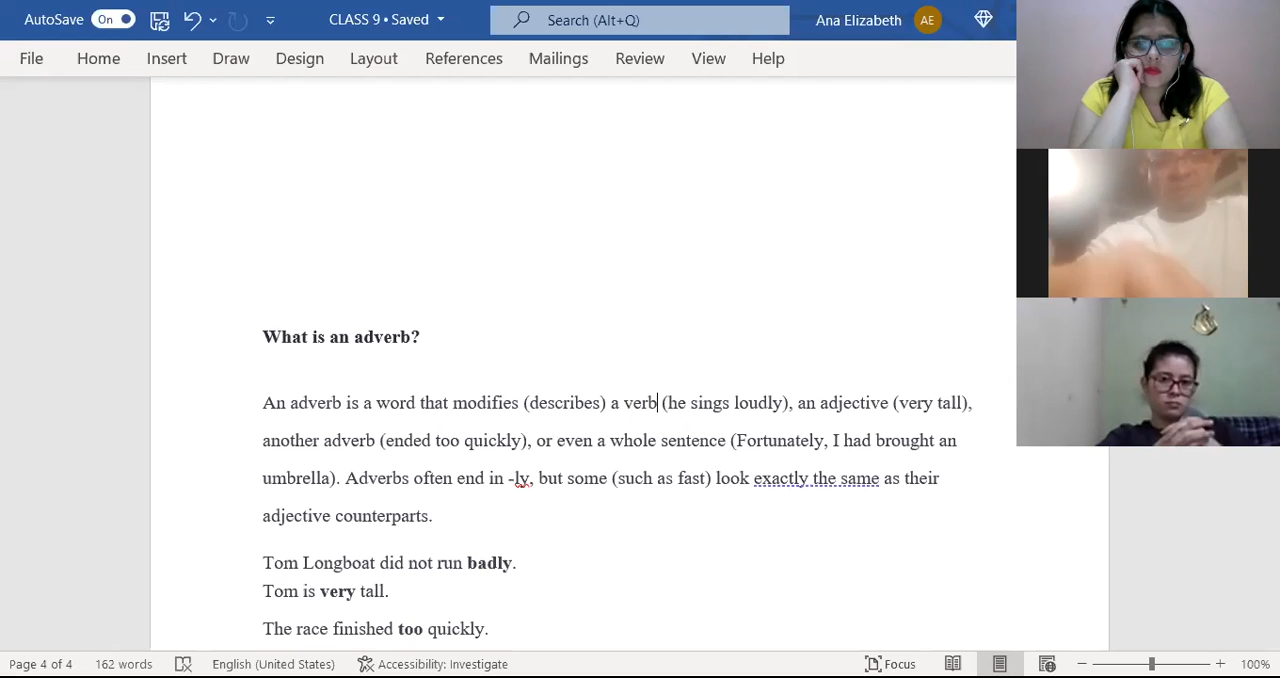 AutoSave On CLASS 9 • Saved Search (Alt+Q) Ana Elizabeth AE
File Home Insert Draw Design Layout References Mailings Review View Help
What is an adverb?
An adverb is a word that modifies (describes) a verb (he sings loudly), an adjective (very tall),
another adverb (ended too quickly), or even a whole sentence (Fortunately, I had brought an
umbrella). Adverbs often end in -ly, but some (such as fast) look exactly the same as their
adjective counterparts.
Tom Longboat did not run badly.
Tom is very tall.
The race finished too quickly.
Page 4 of 4 162 words English (United States) Accessibility: Investigate Focus 100%